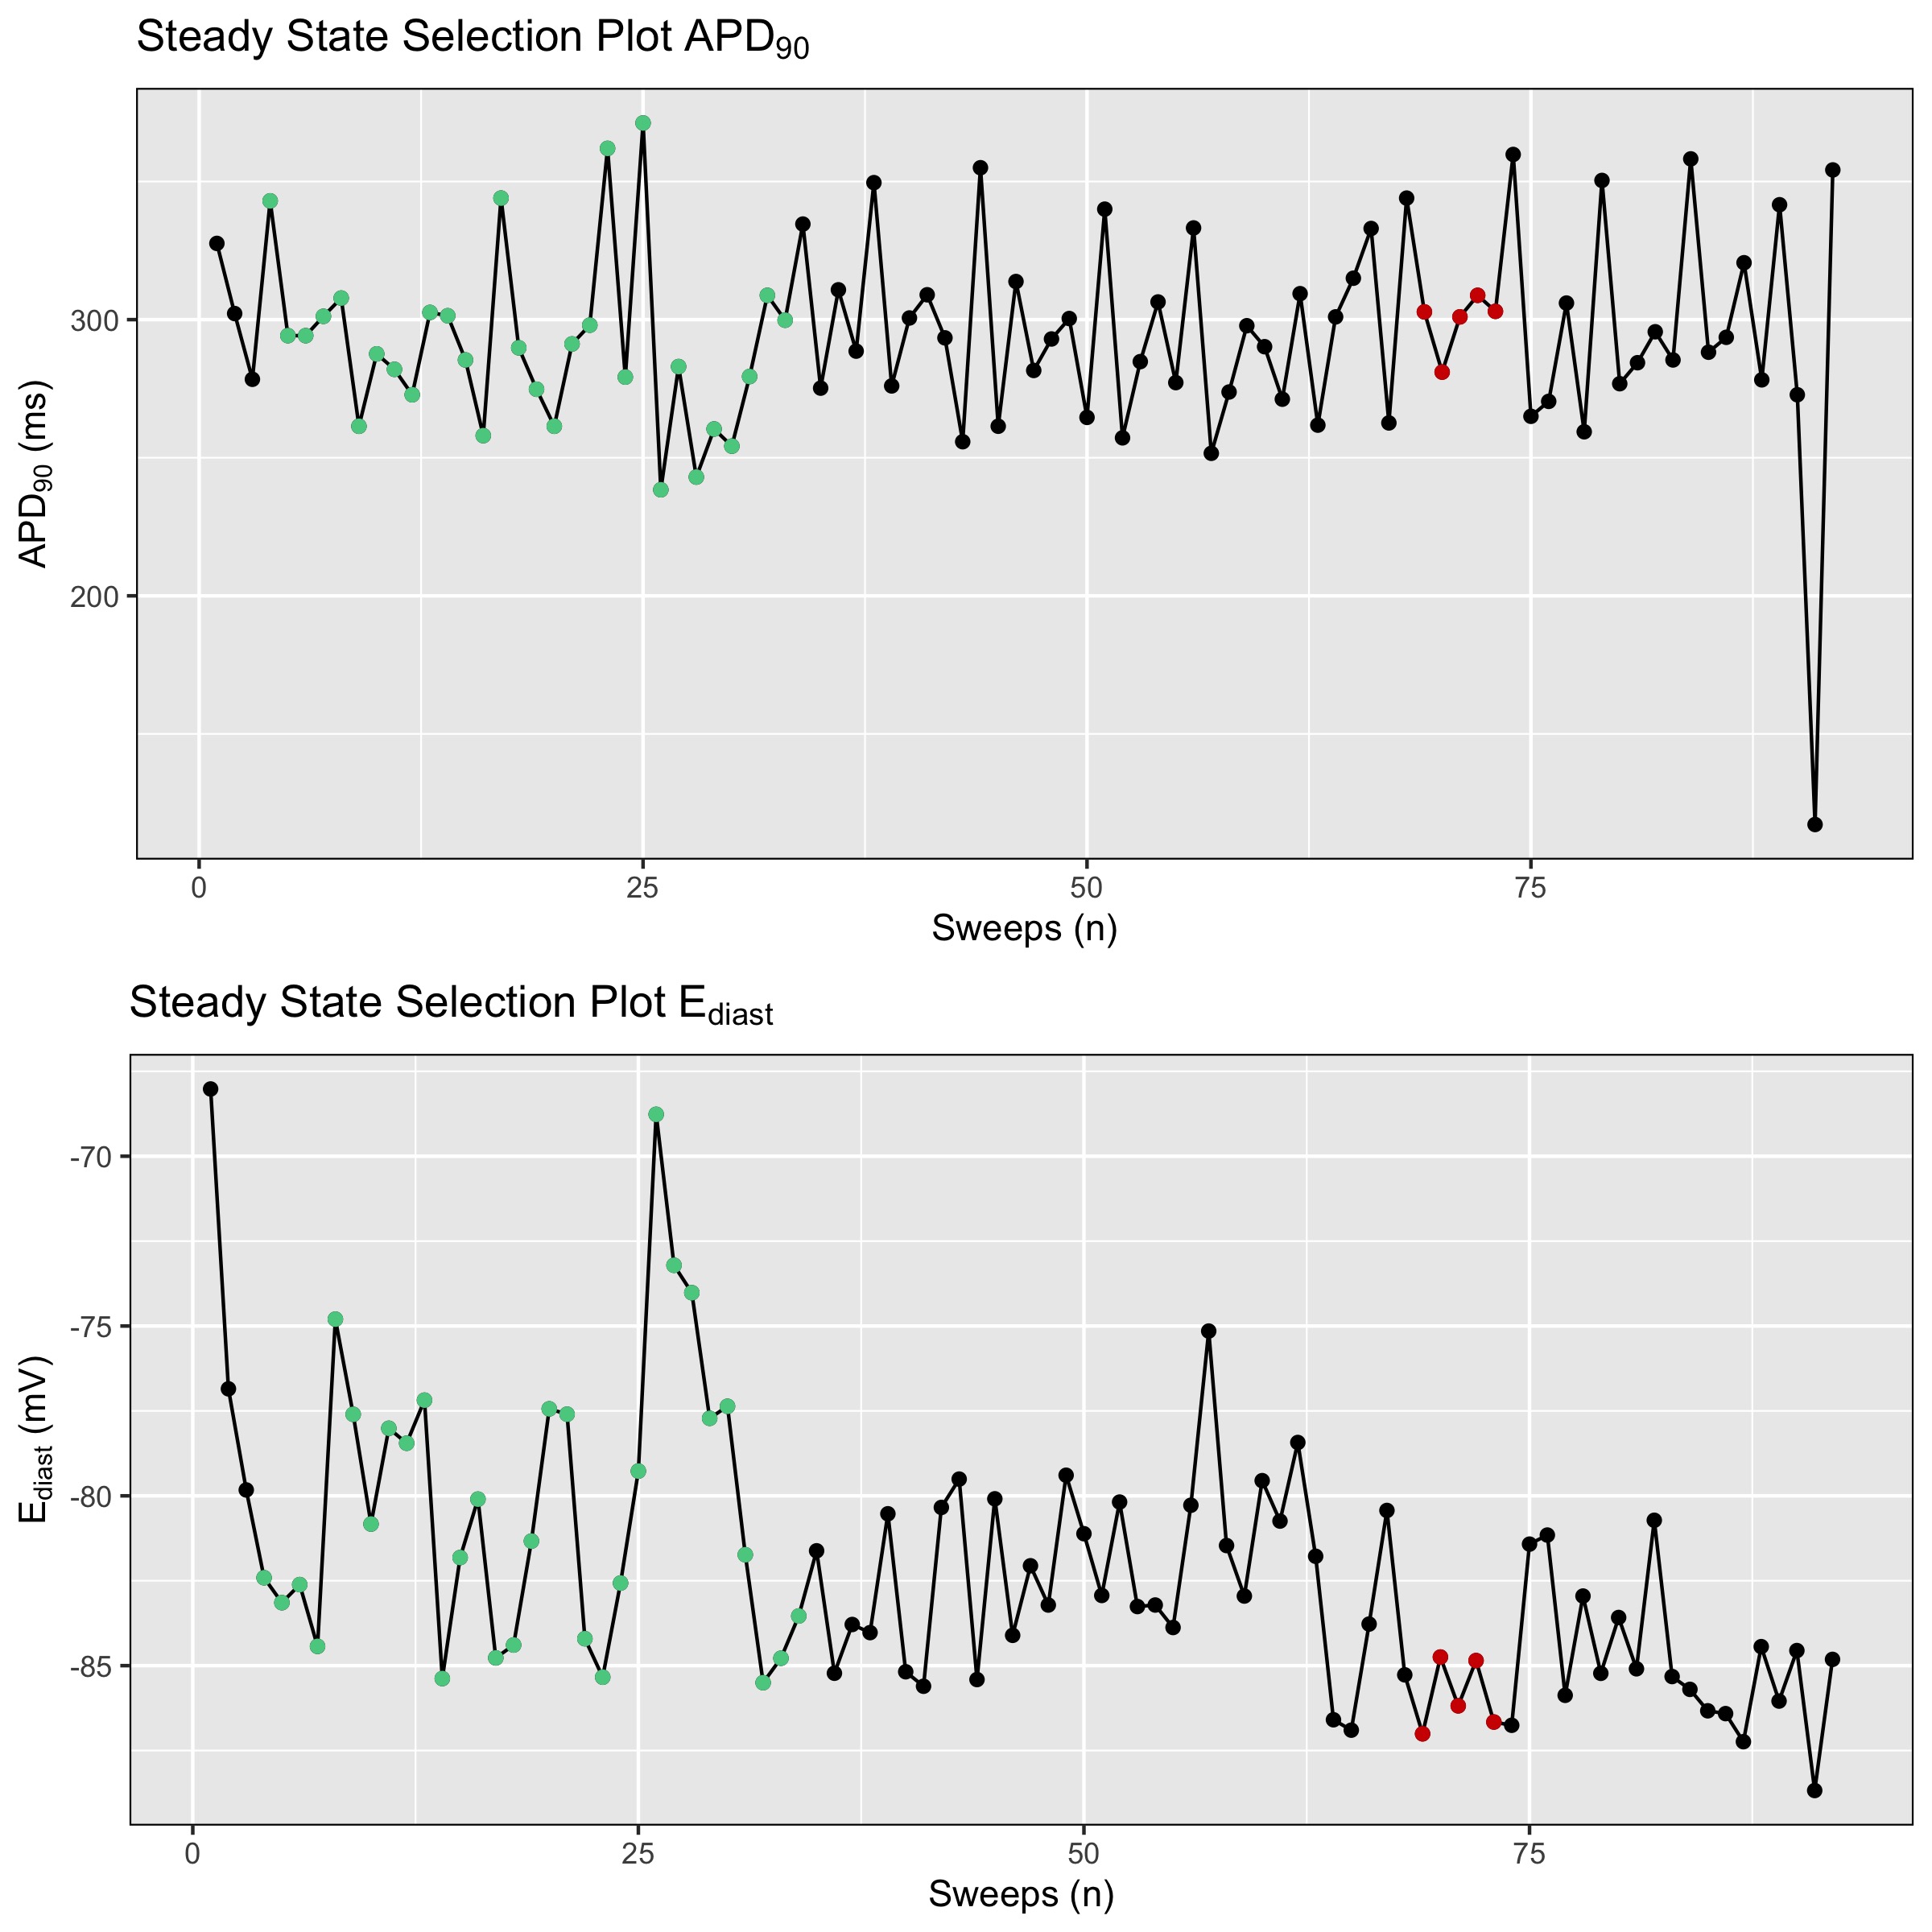 Steady State Selection Plot APD90
300
200
APD90 (ms)
0 25 50 75
Sweeps (n)
Steady State Selection Plot Ediast
-70
-75
-80
-85
Ediast (mV)
0 25 50 75
Sweeps (n)